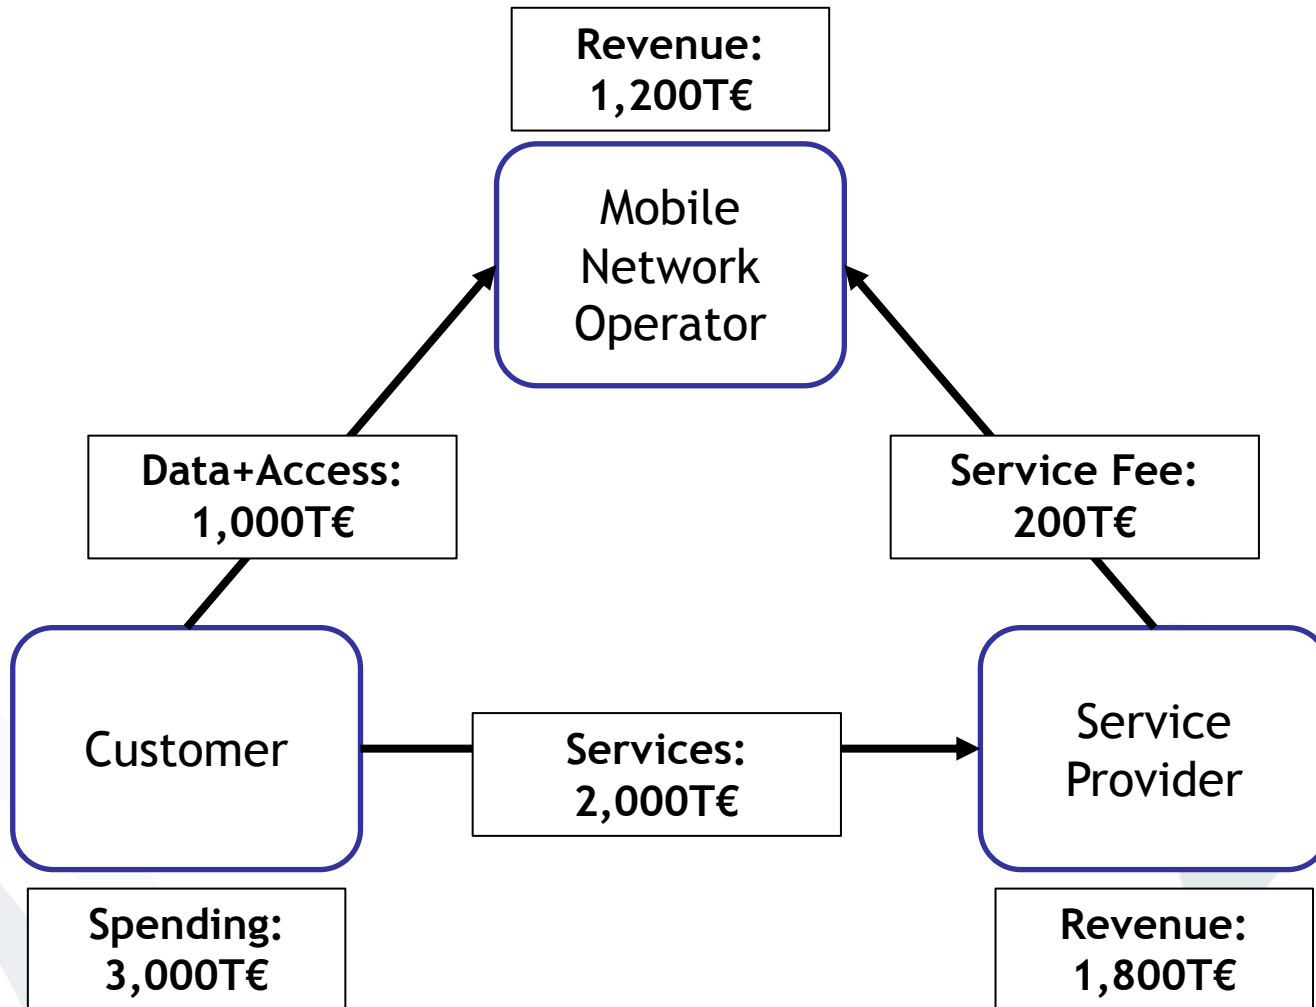 Revenue:
1,200T€
Mobile
Network
Operator
Data+Access:
1,000T€
Service Fee:
200T€
Customer
Services:
2,000T€
Service
Provider
Spending:
3,000T€
Revenue:
1,800T€